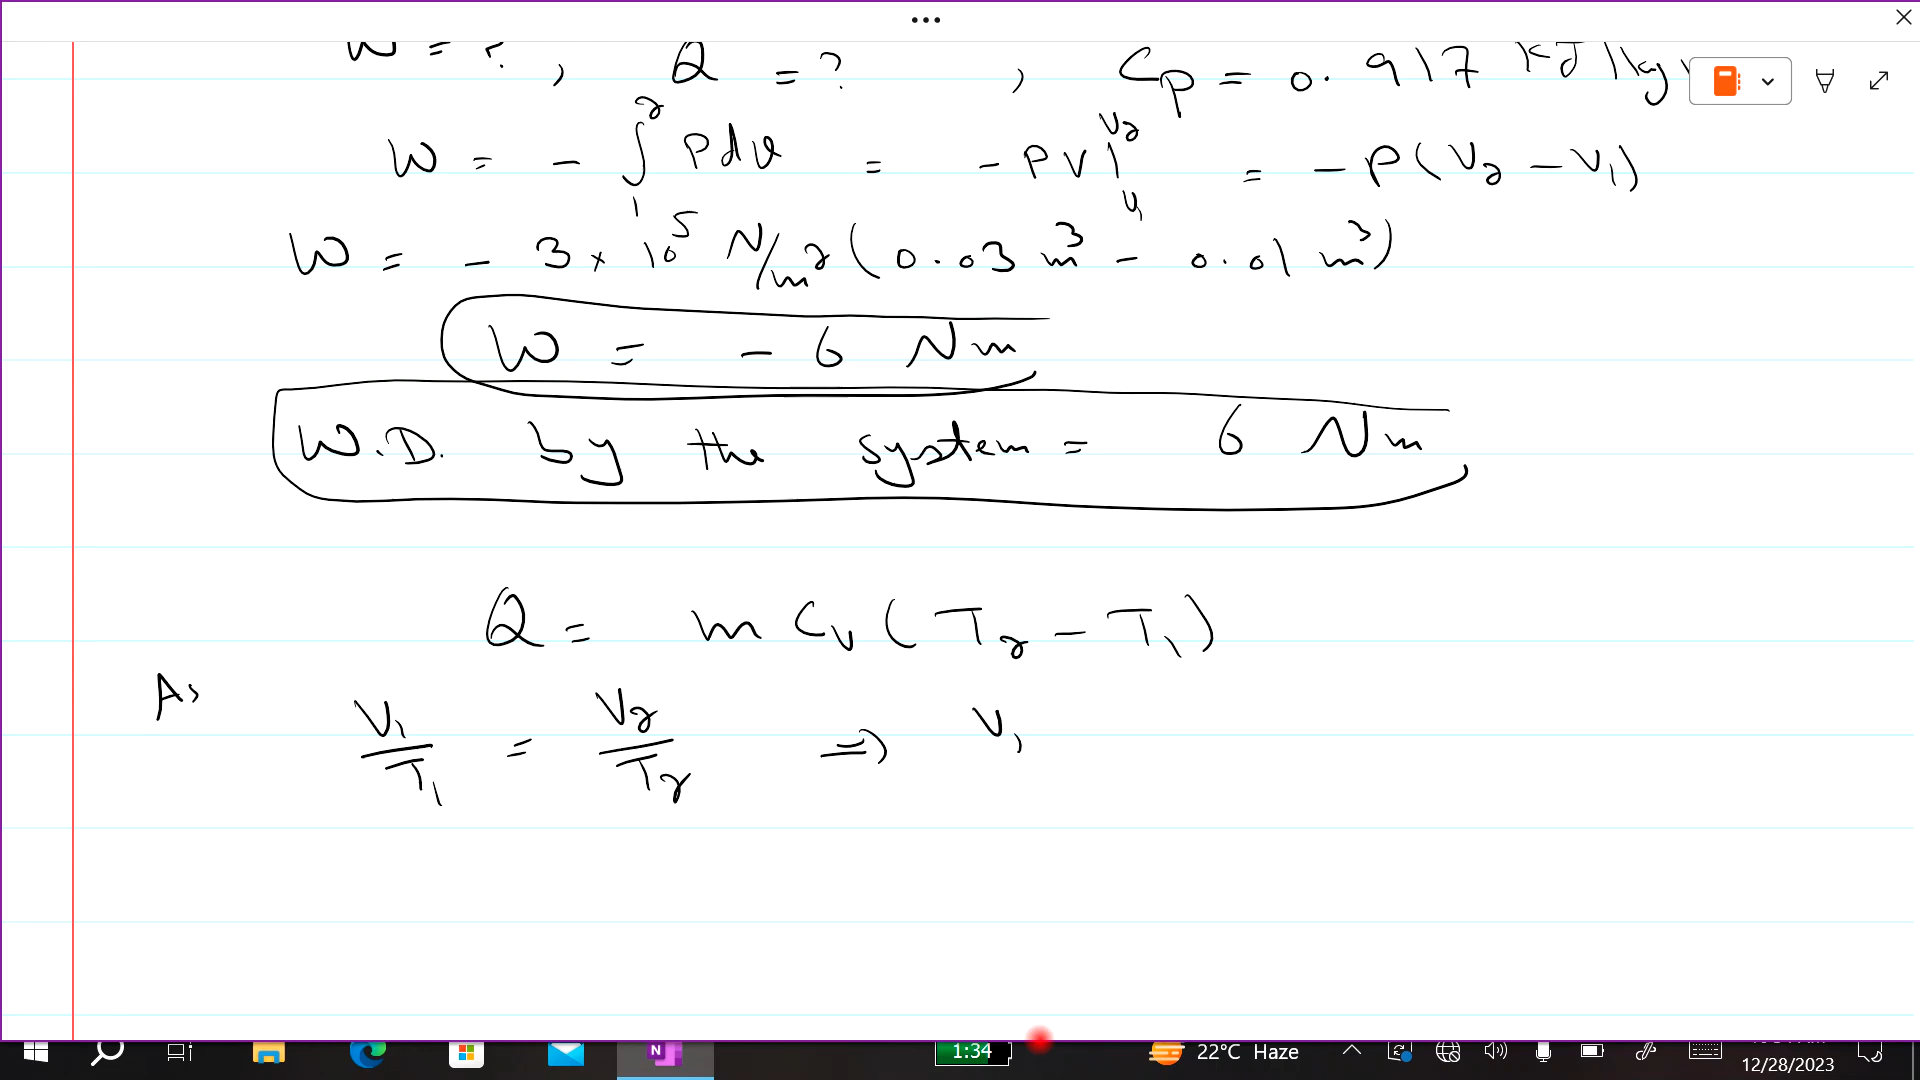 W = ? , Q = ? , Cp = 0.917 KJ/kg
W = - ∫₁² P dv = - PV |ᵥ₁ⱽ² = - P (V₂ - V₁)
W = - 3 × 10⁵ N/m² (0.03 m³ - 0.01 m³)
W = - 6 Nm
W.D. by the system = 6 Nm
Q = m Cv (T₂ - T₁)
As
V₁/T₁ = V₂/T₂ ⇒ V₁
1:34
22°C Haze
12/28/2023